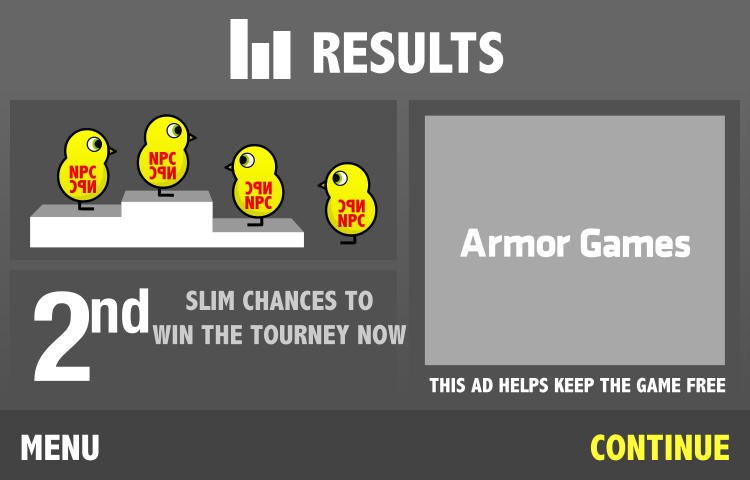 RESULTS
NPC
NPC
NPC
NPC
NPC
NPC
NPC
NPC
2nd
SLIM CHANCES TO
WIN THE TOURNEY NOW
Armor Games
THIS AD HELPS KEEP THE GAME FREE
MENU
CONTINUE